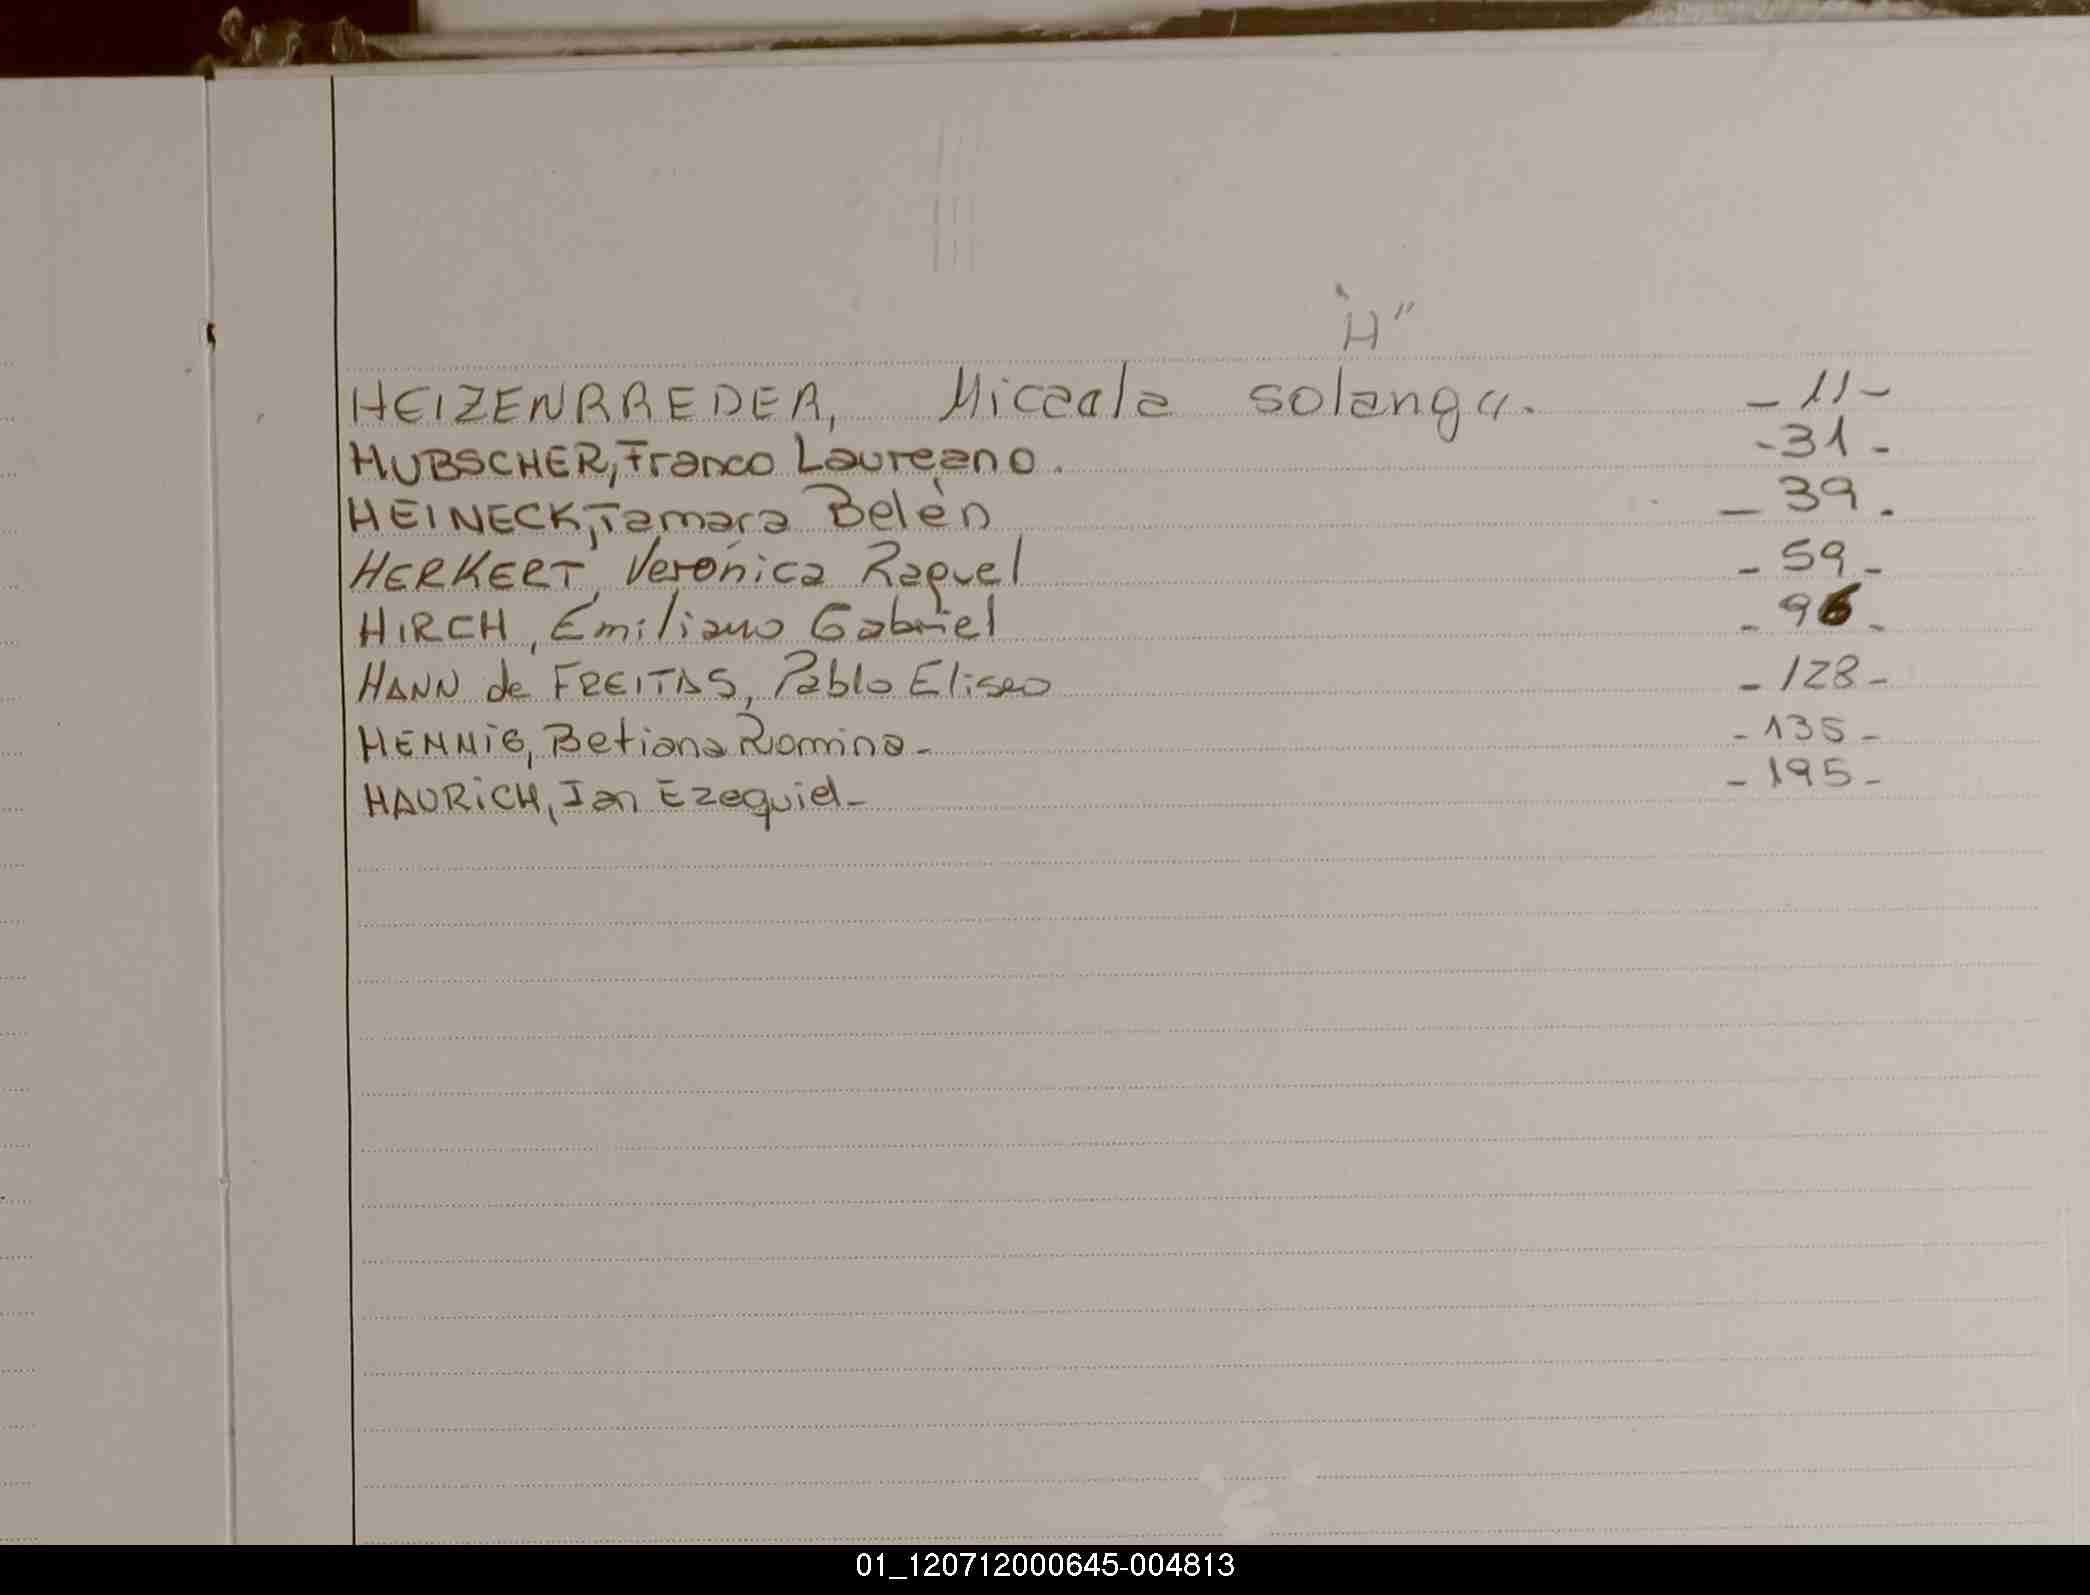 "H"
HEIZENRREDER, Micaela solange. - 11 -
HUBSCHER, Franco Laureano. - 31 -
HEINECK, Tamara Belén - 39 .
HERKERT, Verónica Raquel - 59 -
HIRCH, Emiliano Gabriel - 96 -
HANN de FREITAS, Pablo Eliseo - 128 -
HENNiG, Betiana Romina - - 135 -
HAURiCH, Ian Ezequiel - - 195 -
01_120712000645-004813